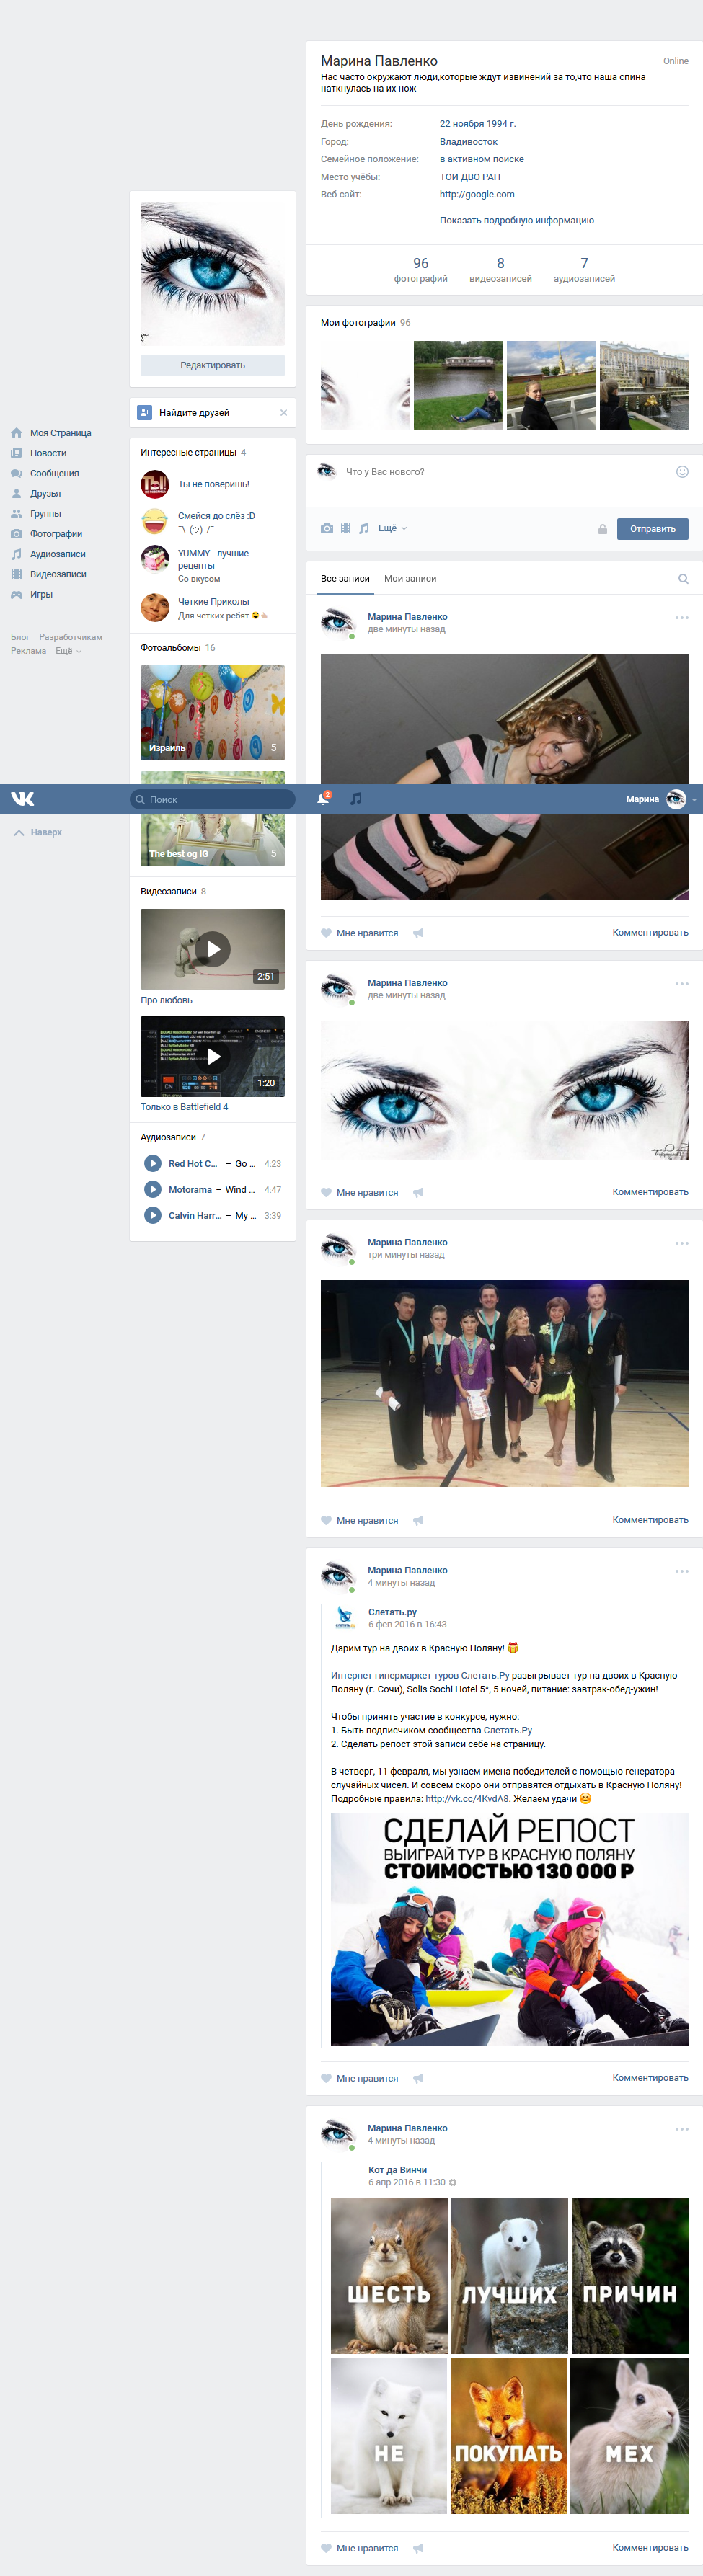 Марина Павленко
Online
Нас часто окружают люди,которые ждут извинений за то,что наша спина
наткнулась на их нож
День рождения: 22 ноября 1994 г.
Город: Владивосток
Семейное положение: в активном поиске
Место учёбы: ТОИ ДВО РАН
Веб-сайт: http://google.com
Показать подробную информацию
96 8 7
фотографий видеозаписей аудиозаписей
Редактировать
Найдите друзей
Моя Страница
Новости
Сообщения
Друзья
Группы
Фотографии
Аудиозаписи
Видеозаписи
Игры
Блог Разработчикам
Реклама Ещё
Интересные страницы 4
ТЫ
Ты не поверишь!
Смейся до слёз :D
¯\_(ツ)_/¯
YUMMY - лучшие
рецепты
Со вкусом
Четкие Приколы
Для четких ребят 😄👌
Фотоальбомы 16
Израиль 5
Поиск
2
Марина
Наверх
The best og IG 5
Видеозаписи 8
2:51
Про любовь
1:20
Только в Battlefield 4
Аудиозаписи 7
Red Hot C... – Go ... 4:23
Motorama – Wind ... 4:47
Calvin Harr... – My ... 3:39
Мои фотографии 96
Что у Вас нового?
Ещё
Отправить
Все записи Мои записи
Марина Павленко
две минуты назад
Мне нравится
Комментировать
Марина Павленко
две минуты назад
Мне нравится
Комментировать
Марина Павленко
три минуты назад
Мне нравится
Комментировать
Марина Павленко
4 минуты назад
Слетать.ру
6 фев 2016 в 16:43
Дарим тур на двоих в Красную Поляну! 🎁
Интернет-гипермаркет туров Слетать.Ру разыгрывает тур на двоих в Красную
Поляну (г. Сочи), Solis Sochi Hotel 5*, 5 ночей, питание: завтрак-обед-ужин!
Чтобы принять участие в конкурсе, нужно:
1. Быть подписчиком сообщества Слетать.Ру
2. Сделать репост этой записи себе на страницу.
В четверг, 11 февраля, мы узнаем имена победителей с помощью генератора
случайных чисел. И совсем скоро они отправятся отдыхать в Красную Поляну!
Подробные правила: http://vk.cc/4KvdA8. Желаем удачи 😊
СДЕЛАЙ РЕПОСТ
ВЫИГРАЙ ТУР В КРАСНУЮ ПОЛЯНУ
СТОИМОСТЬЮ 130 000 Р
Мне нравится
Комментировать
Марина Павленко
4 минуты назад
Кот да Винчи
6 апр 2016 в 11:30
ШЕСТЬ ЛУЧШИХ ПРИЧИН
НЕ ПОКУПАТЬ МЕХ
Мне нравится
Комментировать